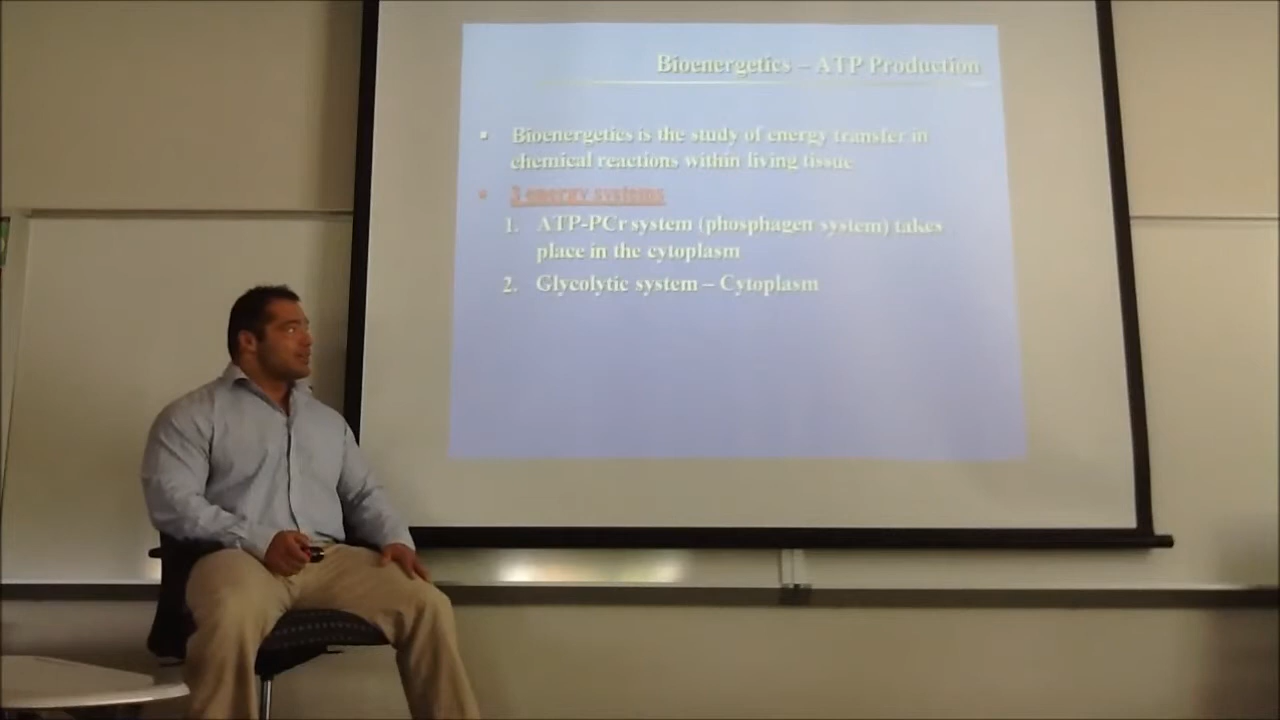 Bioenergetics – ATP Production
▪ Bioenergetics is the study of energy transfer in
chemical reactions within living tissue
▪ 3 energy systems
1. ATP-PCr system (phosphagen system) takes
place in the cytoplasm
2. Glycolytic system – Cytoplasm